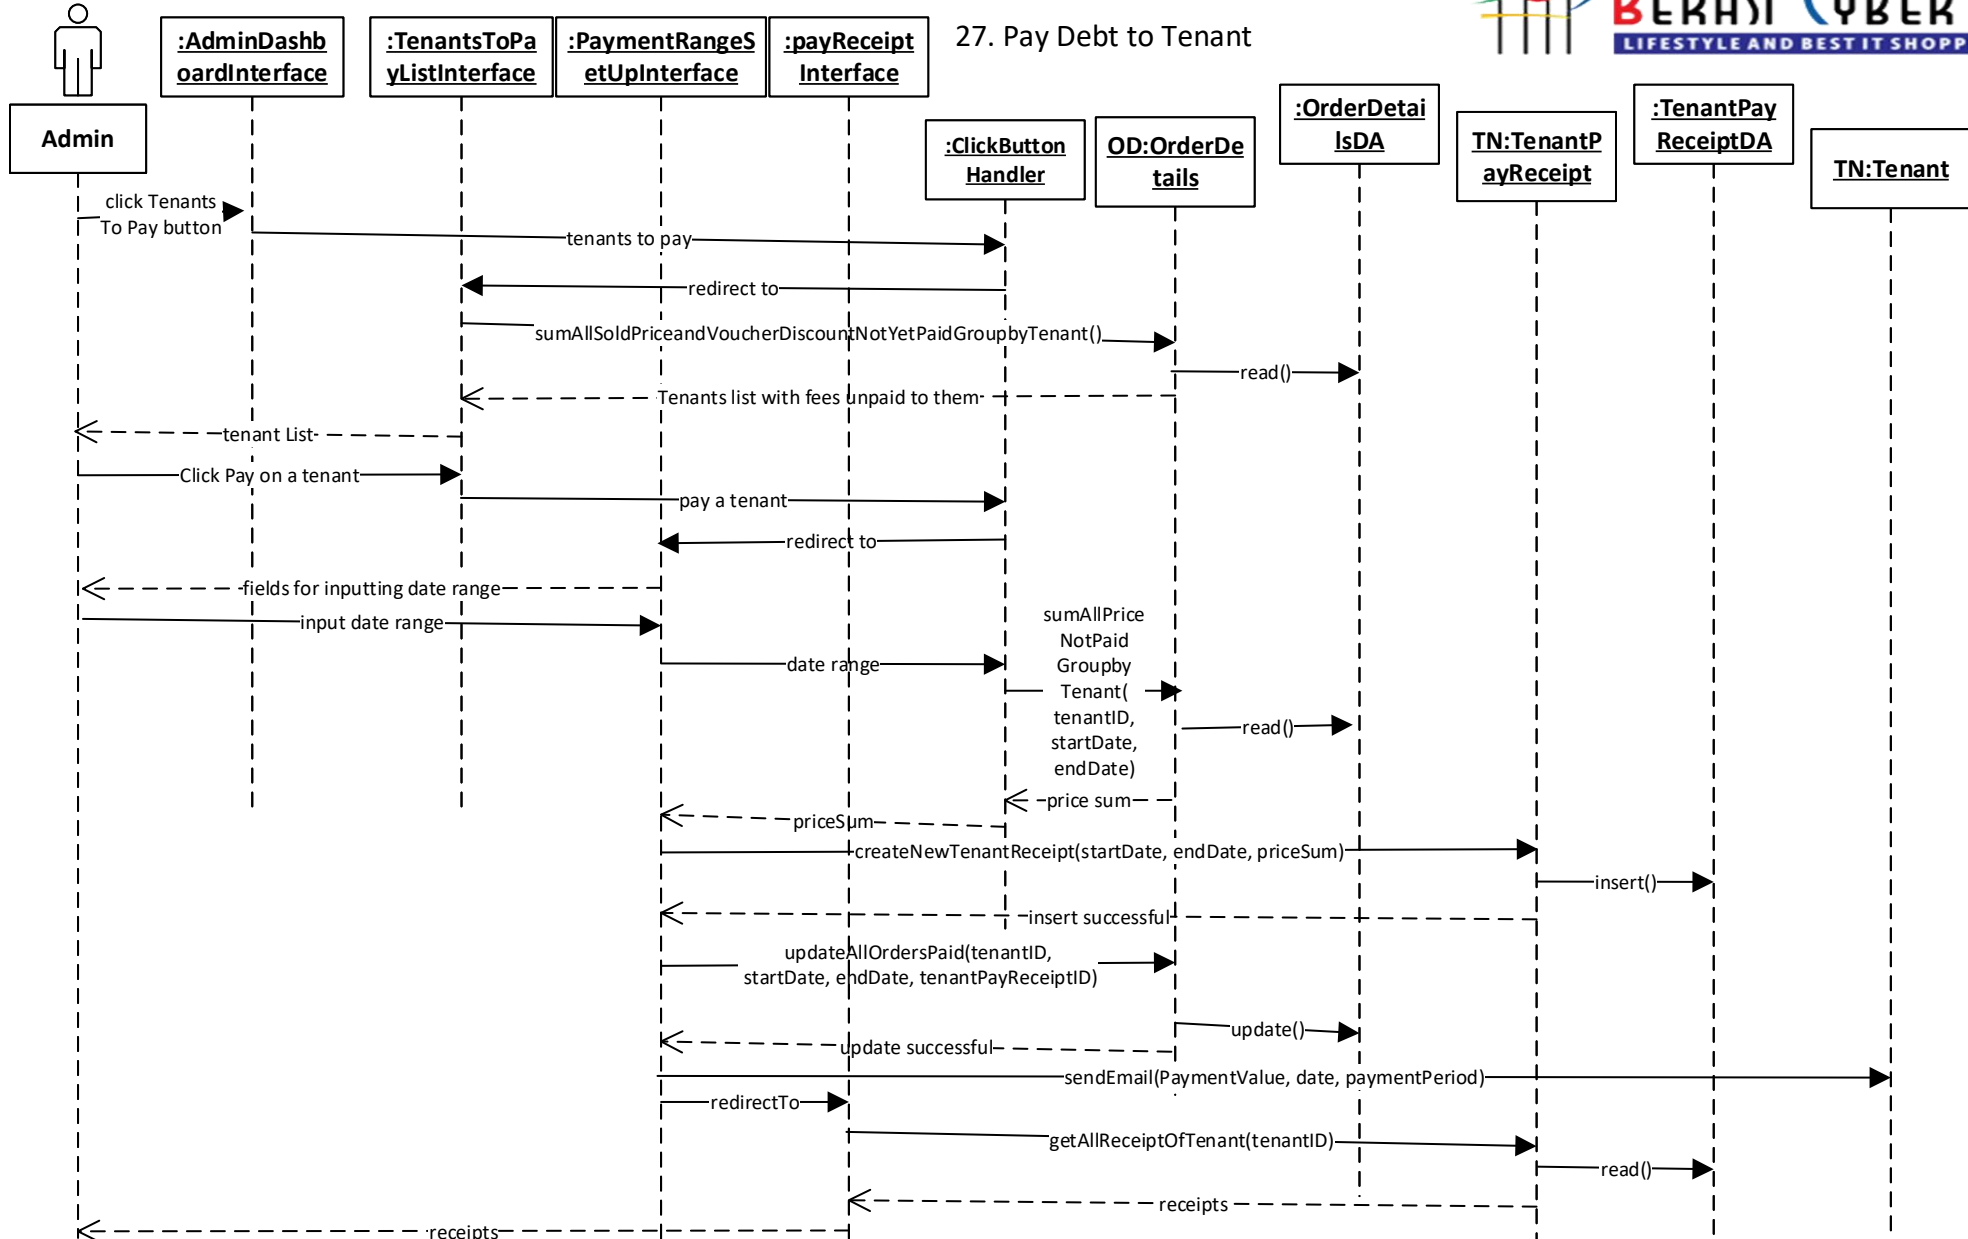 27. Pay Debt to Tenant
LIFESTYLE AND BEST IT SHOPP
Admin
:AdminDashb
oardInterface
:TenantsToPa
yListInterface
:PaymentRangeS
etUpInterface
:payReceipt
Interface
:ClickButton
Handler
OD:OrderDe
tails
:OrderDetai
lsDA
TN:TenantP
ayReceipt
:TenantPay
ReceiptDA
TN:Tenant
click Tenants
To Pay button
tenants to pay
redirect to
sumAllSoldPriceandVoucherDiscountNotYetPaidGroupbyTenant()
read()
Tenants list with fees unpaid to them
tenant List
Click Pay on a tenant
pay a tenant
redirect to
fields for inputting date range
input date range
date range
sumAllPrice
NotPaid
Groupby
Tenant(
tenantID,
startDate,
endDate)
read()
price sum
priceSum
createNewTenantReceipt(startDate, endDate, priceSum)
insert()
insert successful
updateAllOrdersPaid(tenantID,
startDate, endDate, tenantPayReceiptID)
update()
update successful
sendEmail(PaymentValue, date, paymentPeriod)
redirectTo
getAllReceiptOfTenant(tenantID)
read()
receipts
receipts